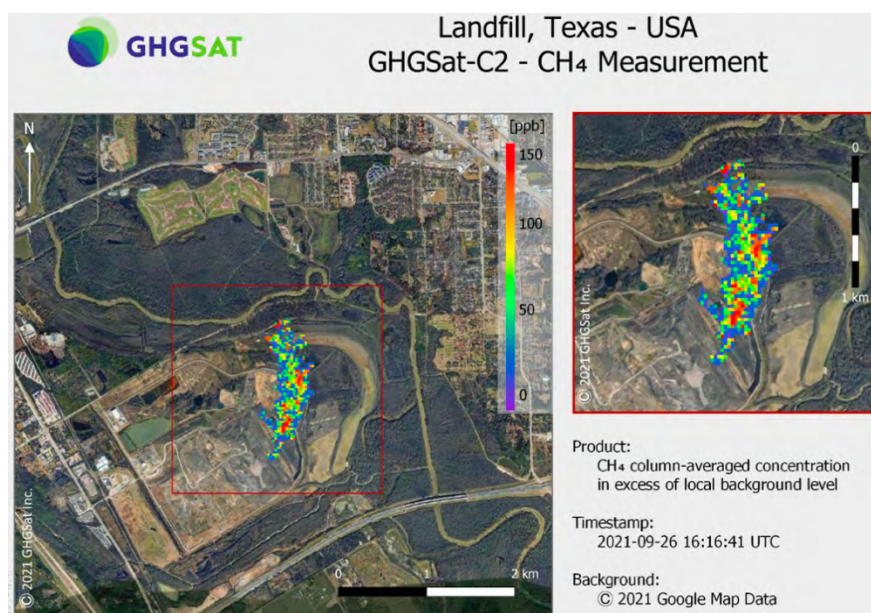 GHGSAT
Landfill, Texas - USA
GHGSat-C2 - CH₄ Measurement
N
[ppb]
150
100
50
0
© 2021 GHGSat Inc.
0 1 2 km
0
1 km
© 2021 GHGSat Inc.
Product:
CH₄ column-averaged concentration
in excess of local background level
Timestamp:
2021-09-26 16:16:41 UTC
Background:
© 2021 Google Map Data